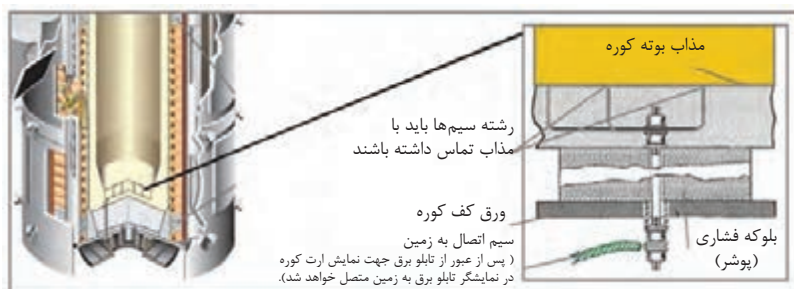 مذاب بوته کوره
رشته سیم‌ها باید با
مذاب تماس داشته باشند
ورق کف کوره
سیم اتصال به زمین
( پس از عبور از تابلو برق جهت نمایش ارت کوره
در نمایشگر تابلو برق به زمین متصل خواهد شد).
بلوکه فشاری
(پوشر)